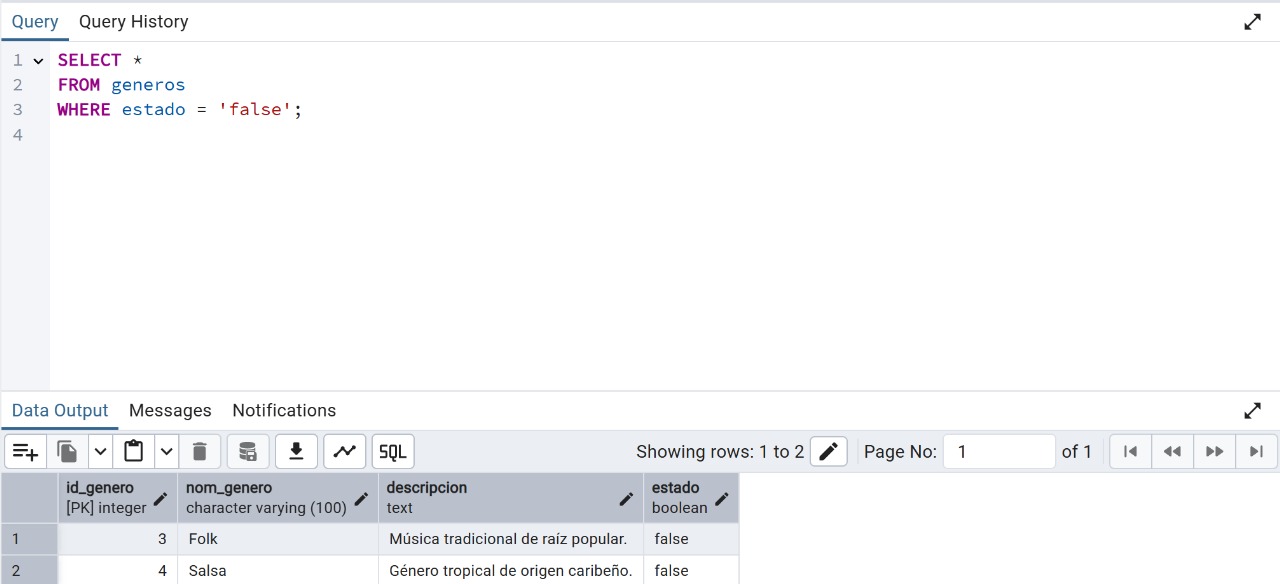 Query Query History
1 SELECT *
2 FROM generos
3 WHERE estado = 'false';
4
Data Output Messages Notifications
SQL Showing rows: 1 to 2 Page No: 1 of 1
id_genero nom_genero descripcion estado
[PK] integer character varying (100) text boolean
1 3 Folk Música tradicional de raíz popular. false
2 4 Salsa Género tropical de origen caribeño. false